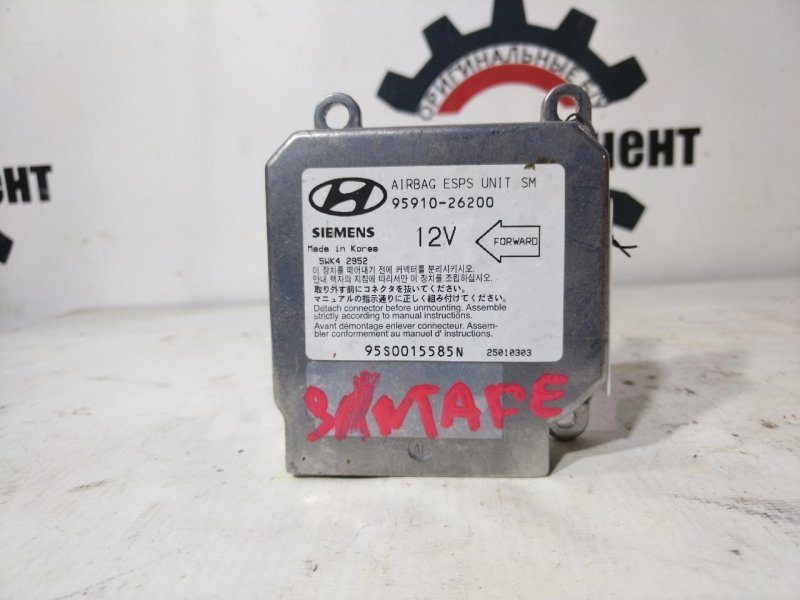 ОРИГИНАЛЬНЫЕ
нент
AIRBAG ESPS UNIT SM
95910-26200
SIEMENS
12V
FORWARD
Made in Korea
5WK4 2952
이 장치를 떼어내기 전에 커넥터를 분리시키시오.
안내 책자의 지침에 따라서만 이 장치를 조립하십시오.
取り外す前にコネクタを抜いてください。
マニュアルの指示通りに正しく組み付けてください。
Detach connector before unmounting. Assemble
strictly according to manual instructions.
Avant démontage enlever connecteur. Assem-
bler conformement au manuel d' instructions.
95S0015585N
25010303
SANTAFE